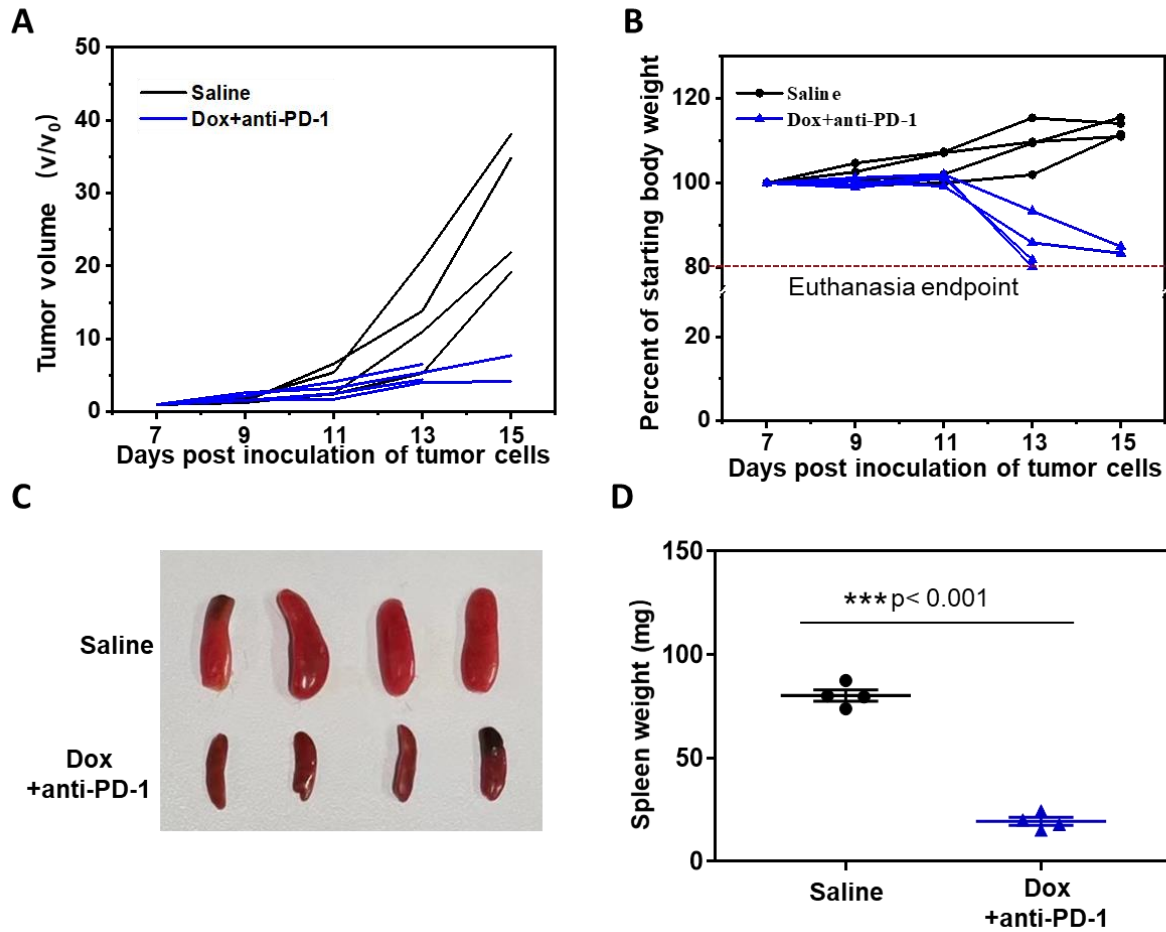 A
Tumor volume (v/v0)
50
40
30
20
10
0
Saline
Dox+anti-PD-1
7 9 11 13 15
Days post inoculation of tumor cells
B
Percent of starting body weight
120
100
80
20
0
Saline
Dox+anti-PD-1
Euthanasia endpoint
7 9 11 13 15
Days post inoculation of tumor cells
C
Saline
Dox
+anti-PD-1
D
Spleen weight (mg)
150
100
50
0
***p< 0.001
Saline
Dox
+anti-PD-1